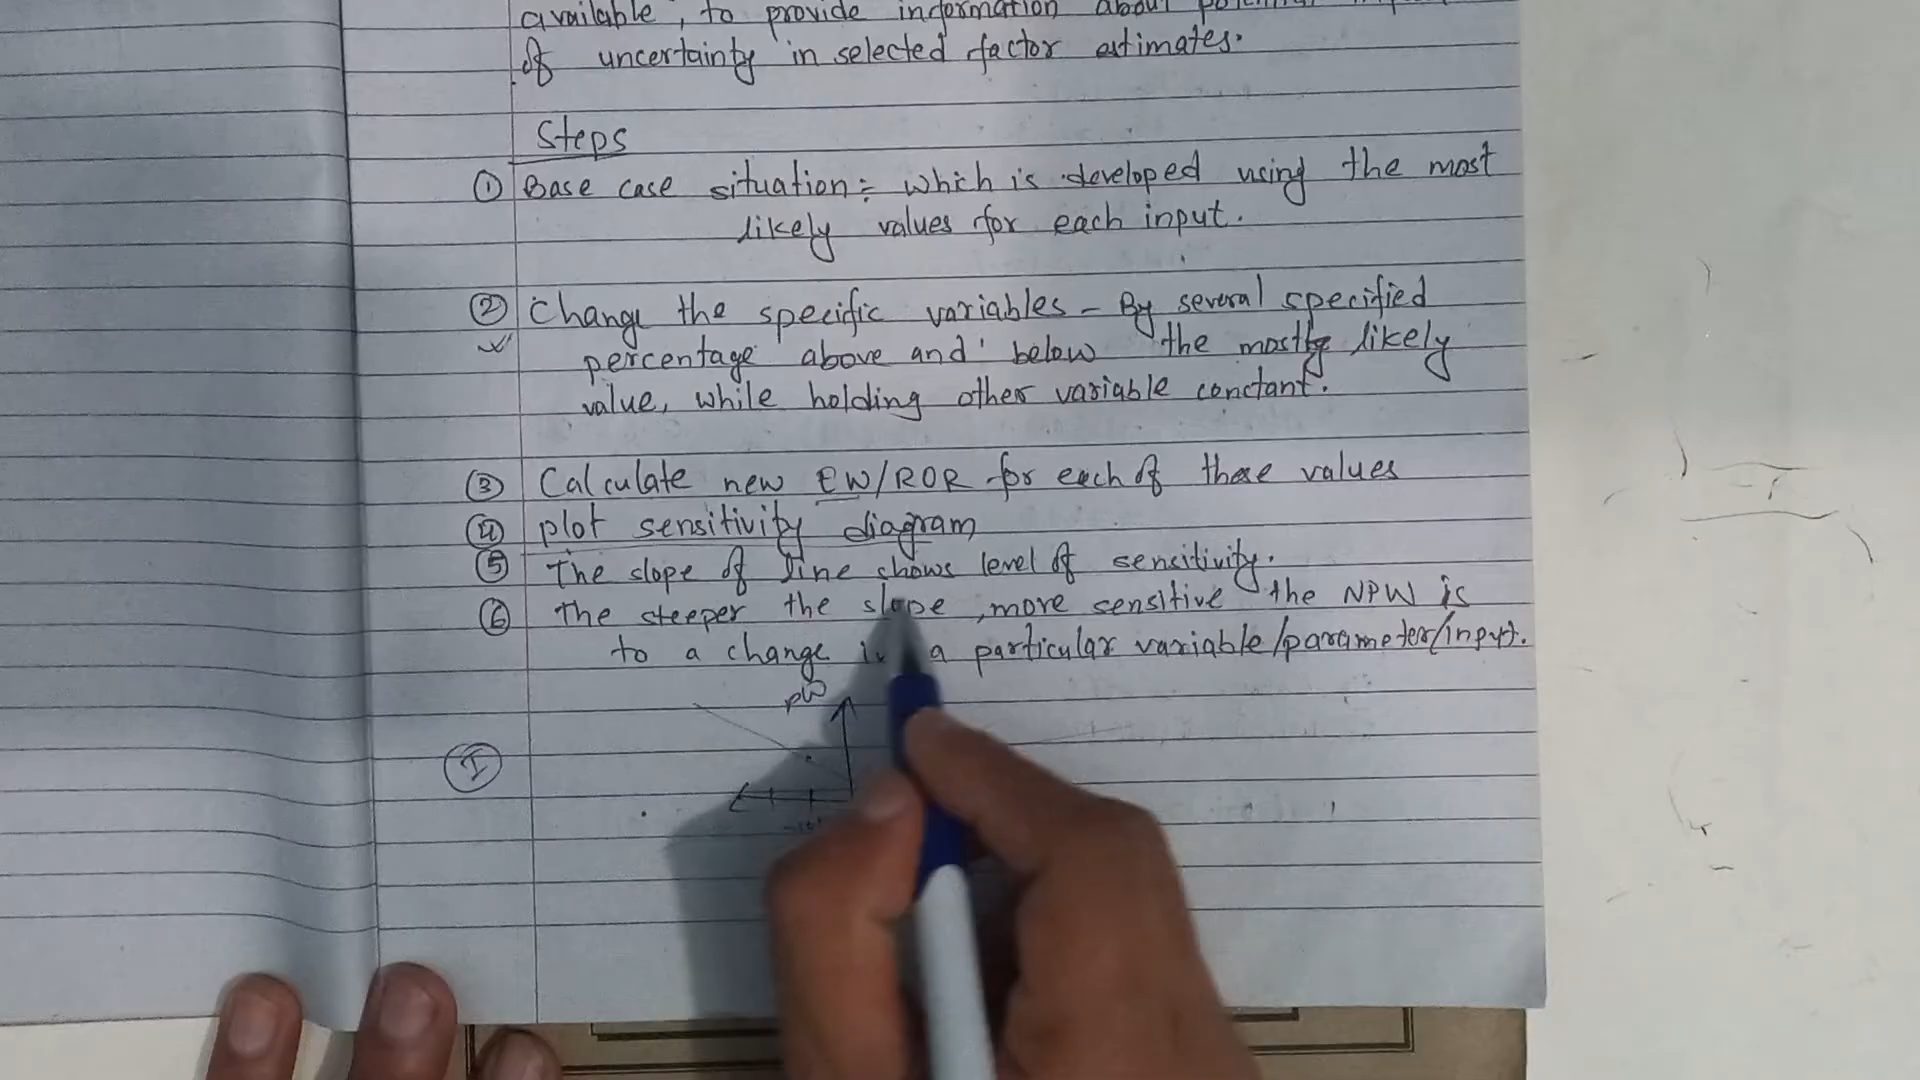 available, to provide information about
of uncertainty in selected factor estimates.
Steps
① Base case situation:- which is developed using the most
likely values for each input.
② Change the specific variables - By several specified
percentage above and below the mostly likely
value, while holding other variable constant.
③ Calculate new EW/ROR for each of these values
④ plot sensitivity diagram
⑤ The slope of line shows level of sensitivity.
⑥ The steeper the slope, more sensitive the NPW is
to a change in a particular variable/parameter/input.
PW
Ⓘ